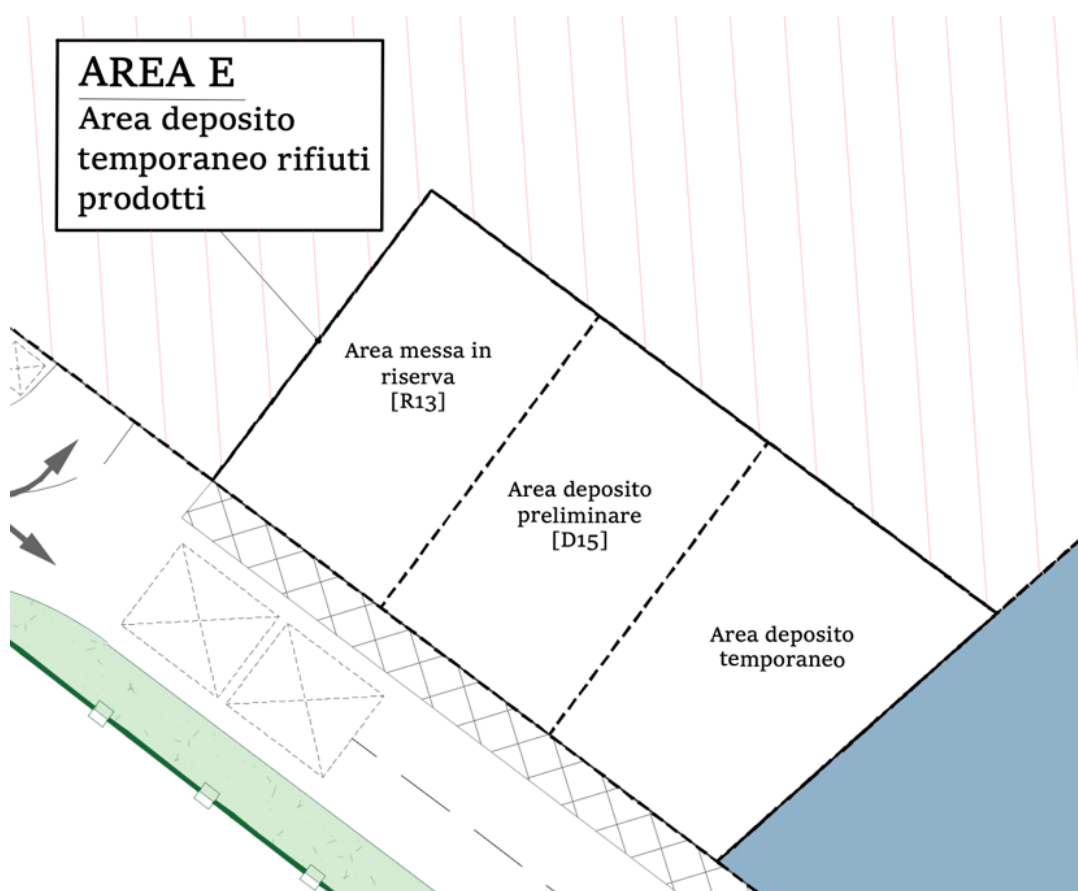 AREA E
Area deposito
temporaneo rifiuti
prodotti
Area messa in
riserva
[R13]
Area deposito
preliminare
[D15]
Area deposito
temporaneo